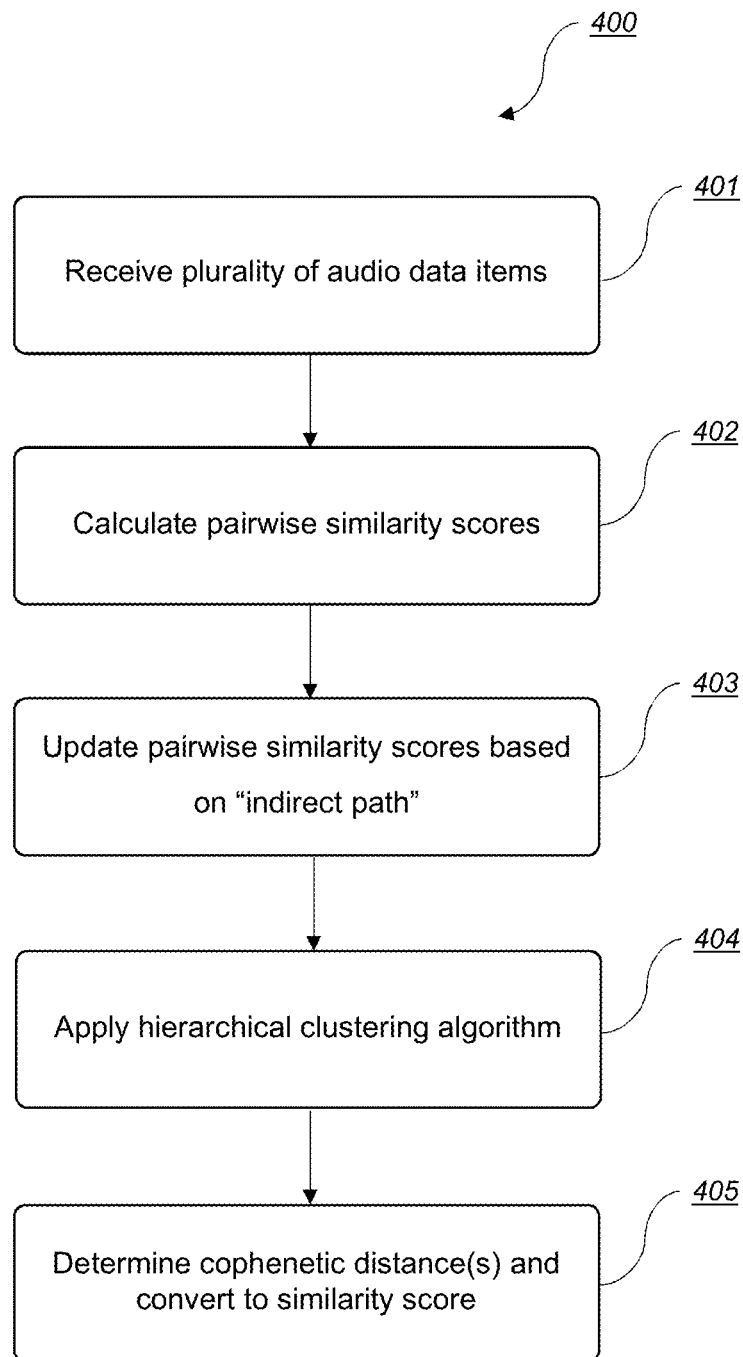 400
401
Receive plurality of audio data items
402
Calculate pairwise similarity scores
403
Update pairwise similarity scores based
on “indirect path”
404
Apply hierarchical clustering algorithm
405
Determine cophenetic distance(s) and
convert to similarity score